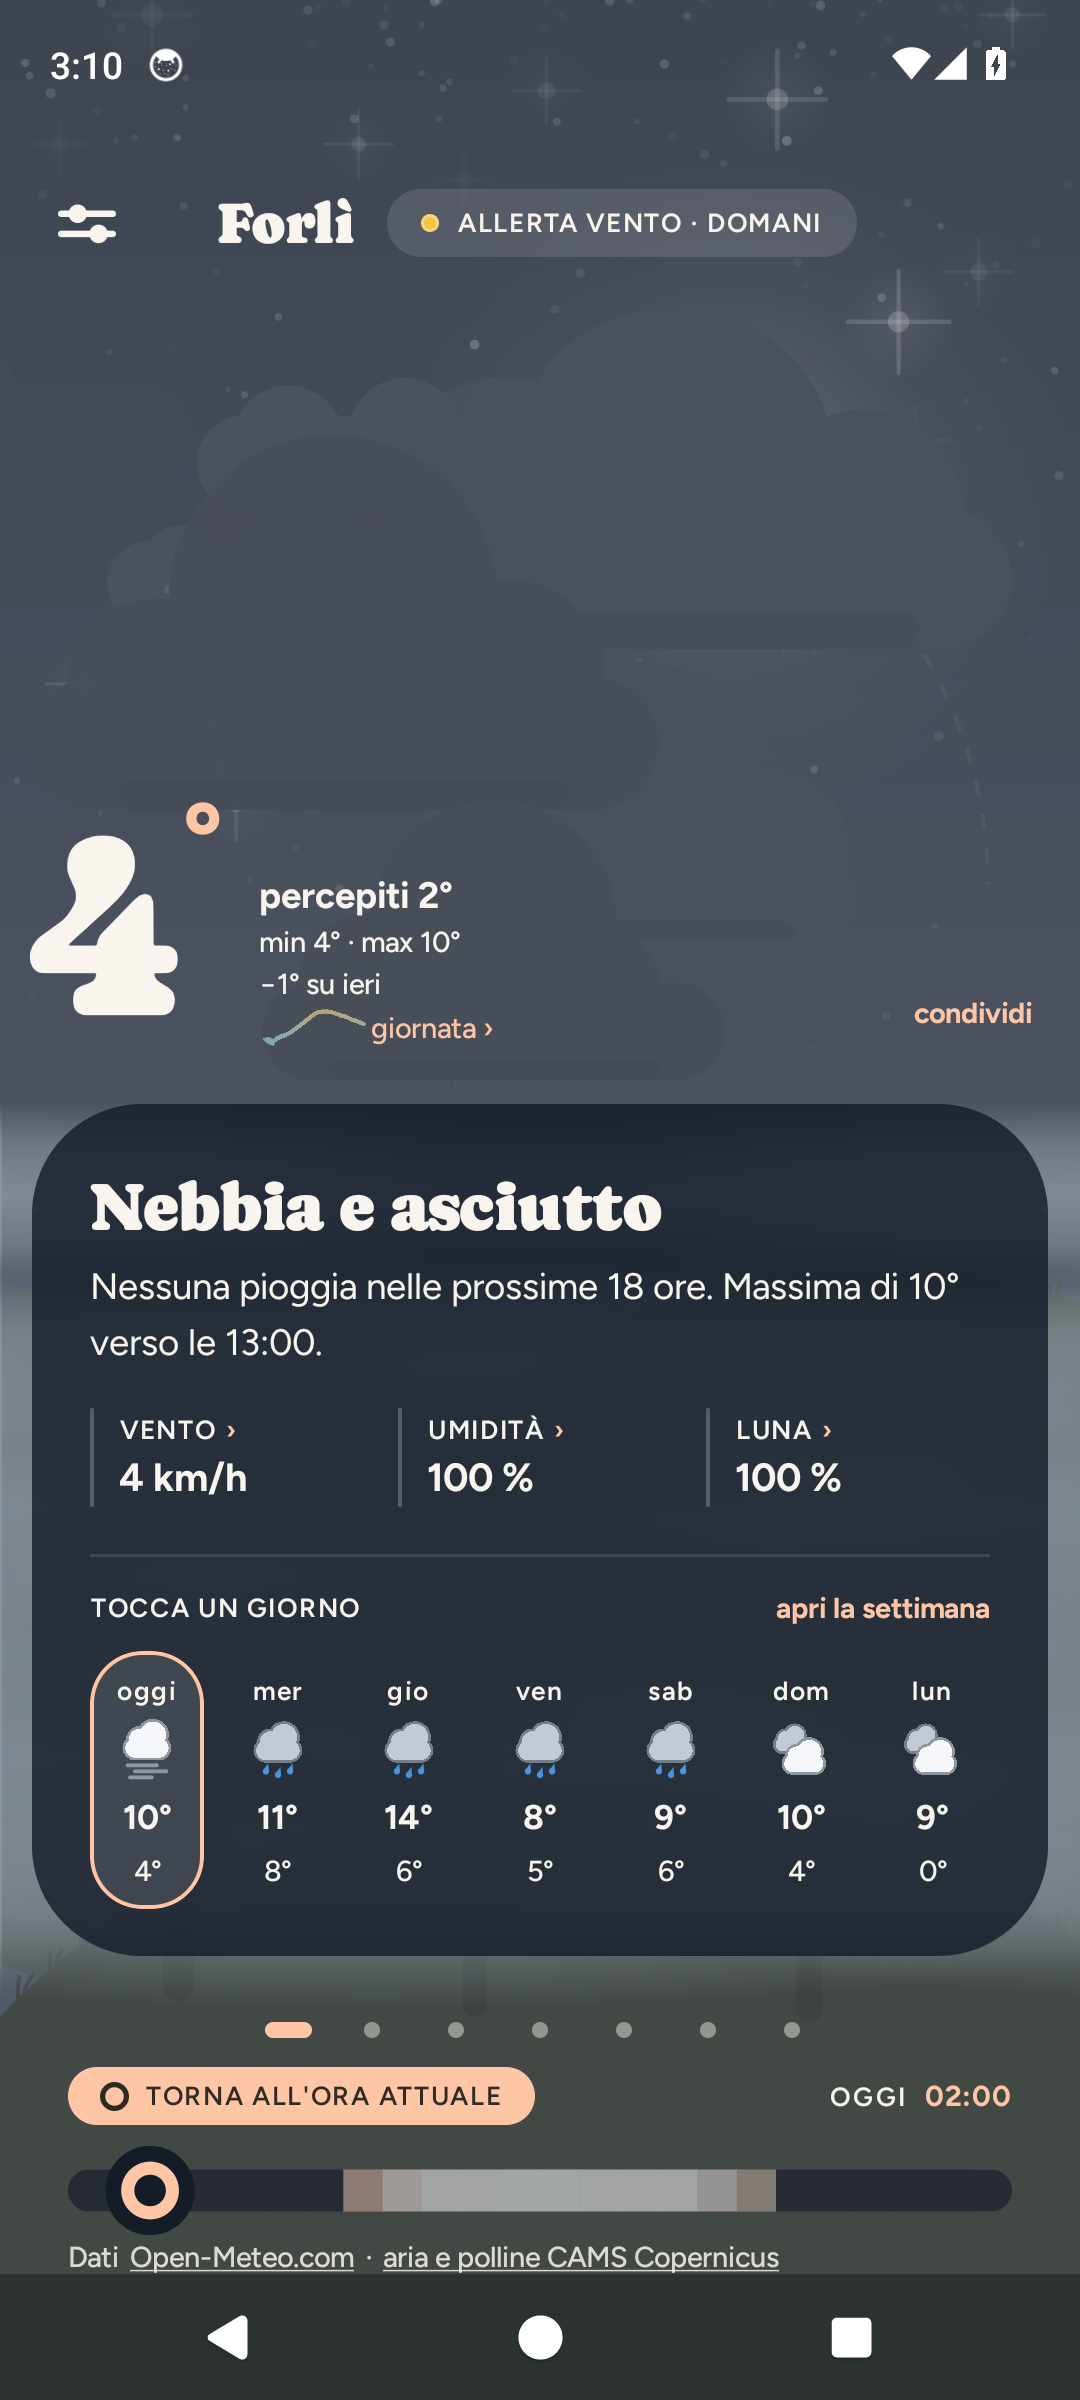 3:10
Forlì
ALLERTA VENTO · DOMANI
4°
percepiti 2°
min 4° · max 10°
−1° su ieri
giornata ›
condividi
Nebbia e asciutto
Nessuna pioggia nelle prossime 18 ore. Massima di 10°
verso le 13:00.
VENTO › UMIDITÀ › LUNA ›
4 km/h 100 % 100 %
TOCCA UN GIORNO apri la settimana
oggi mer gio ven sab dom lun
10° 11° 14° 8° 9° 10° 9°
4° 8° 6° 5° 6° 4° 0°
TORNA ALL'ORA ATTUALE OGGI 02:00
Dati Open-Meteo.com · aria e polline CAMS Copernicus